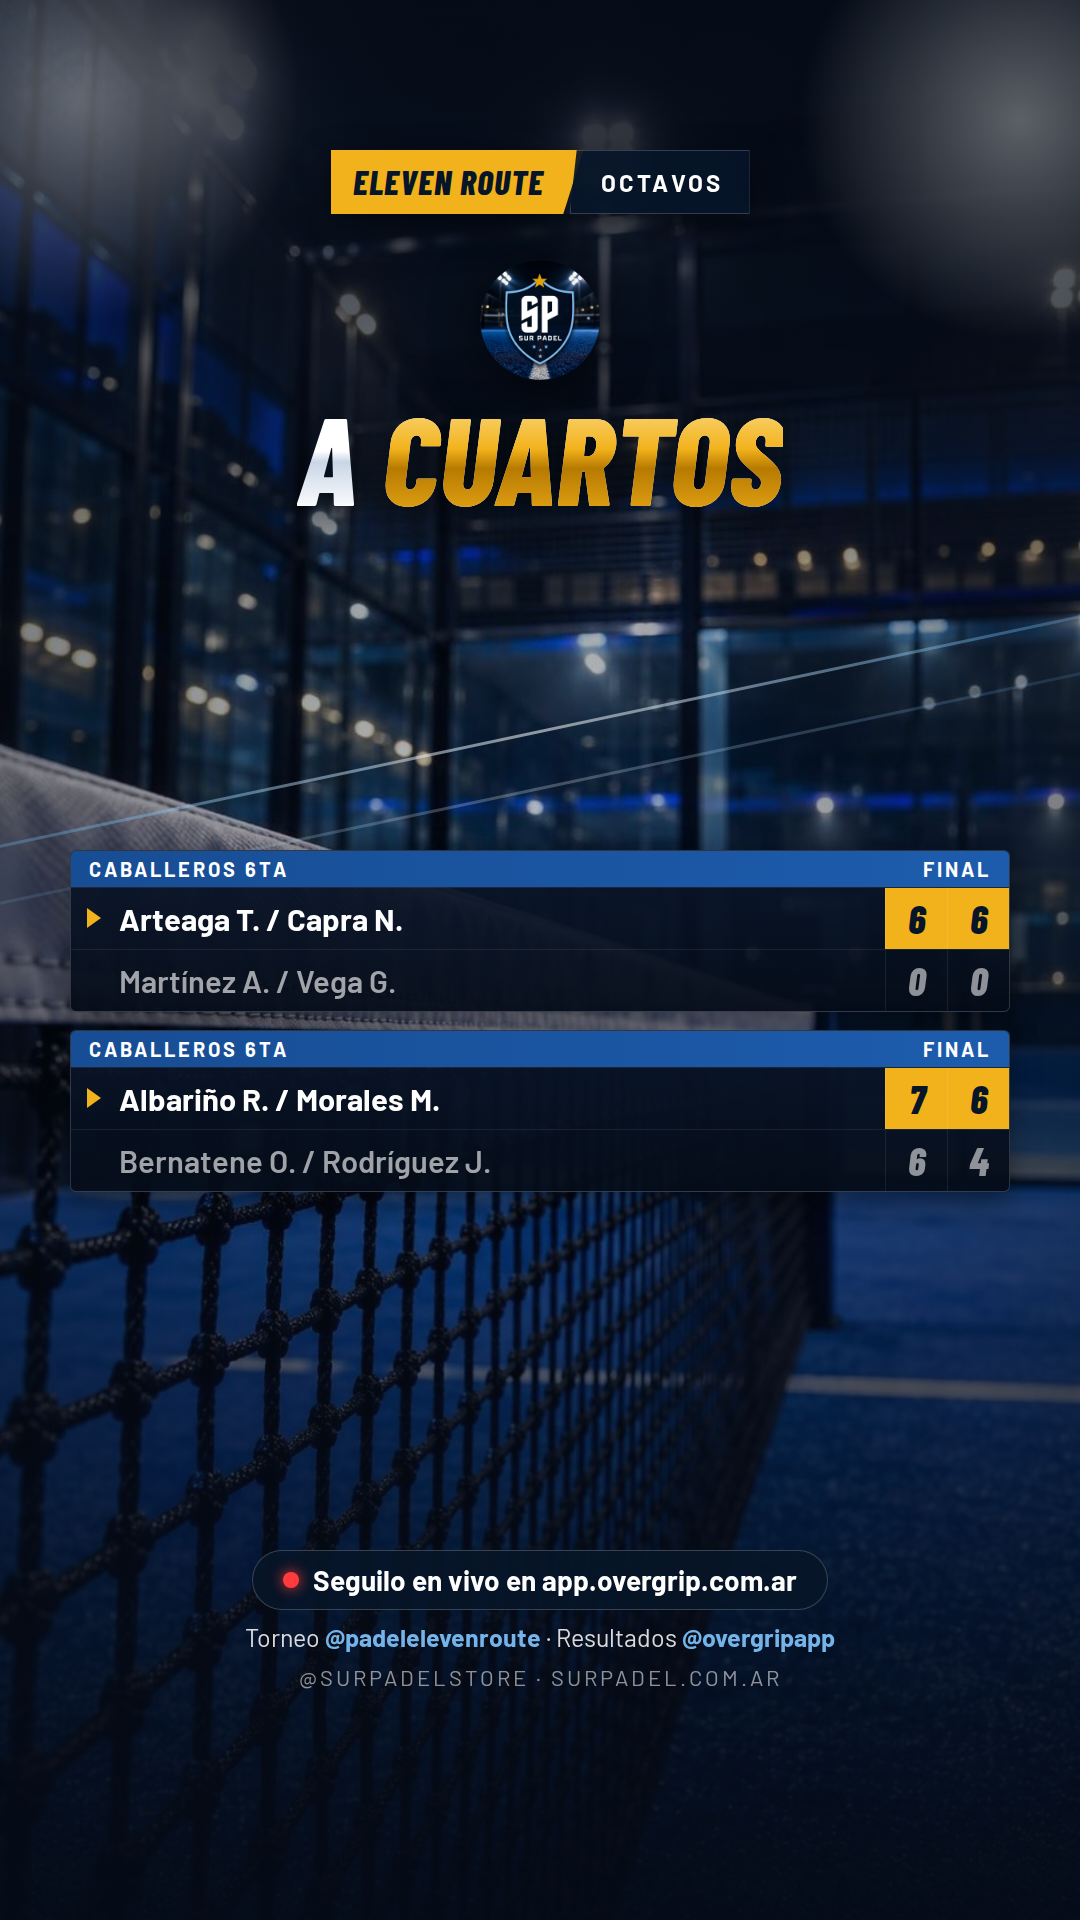 ELEVEN ROUTE OCTAVOS
SP
SUR PADEL
A CUARTOS
CABALLEROS 6TA FINAL
Arteaga T. / Capra N. 6 6
Martínez A. / Vega G. 0 0
CABALLEROS 6TA FINAL
Albariño R. / Morales M. 7 6
Bernatene O. / Rodríguez J. 6 4
Seguilo en vivo en app.overgrip.com.ar
Torneo @padelelevenroute · Resultados @overgripapp
@SURPADELSTORE · SURPADEL.COM.AR